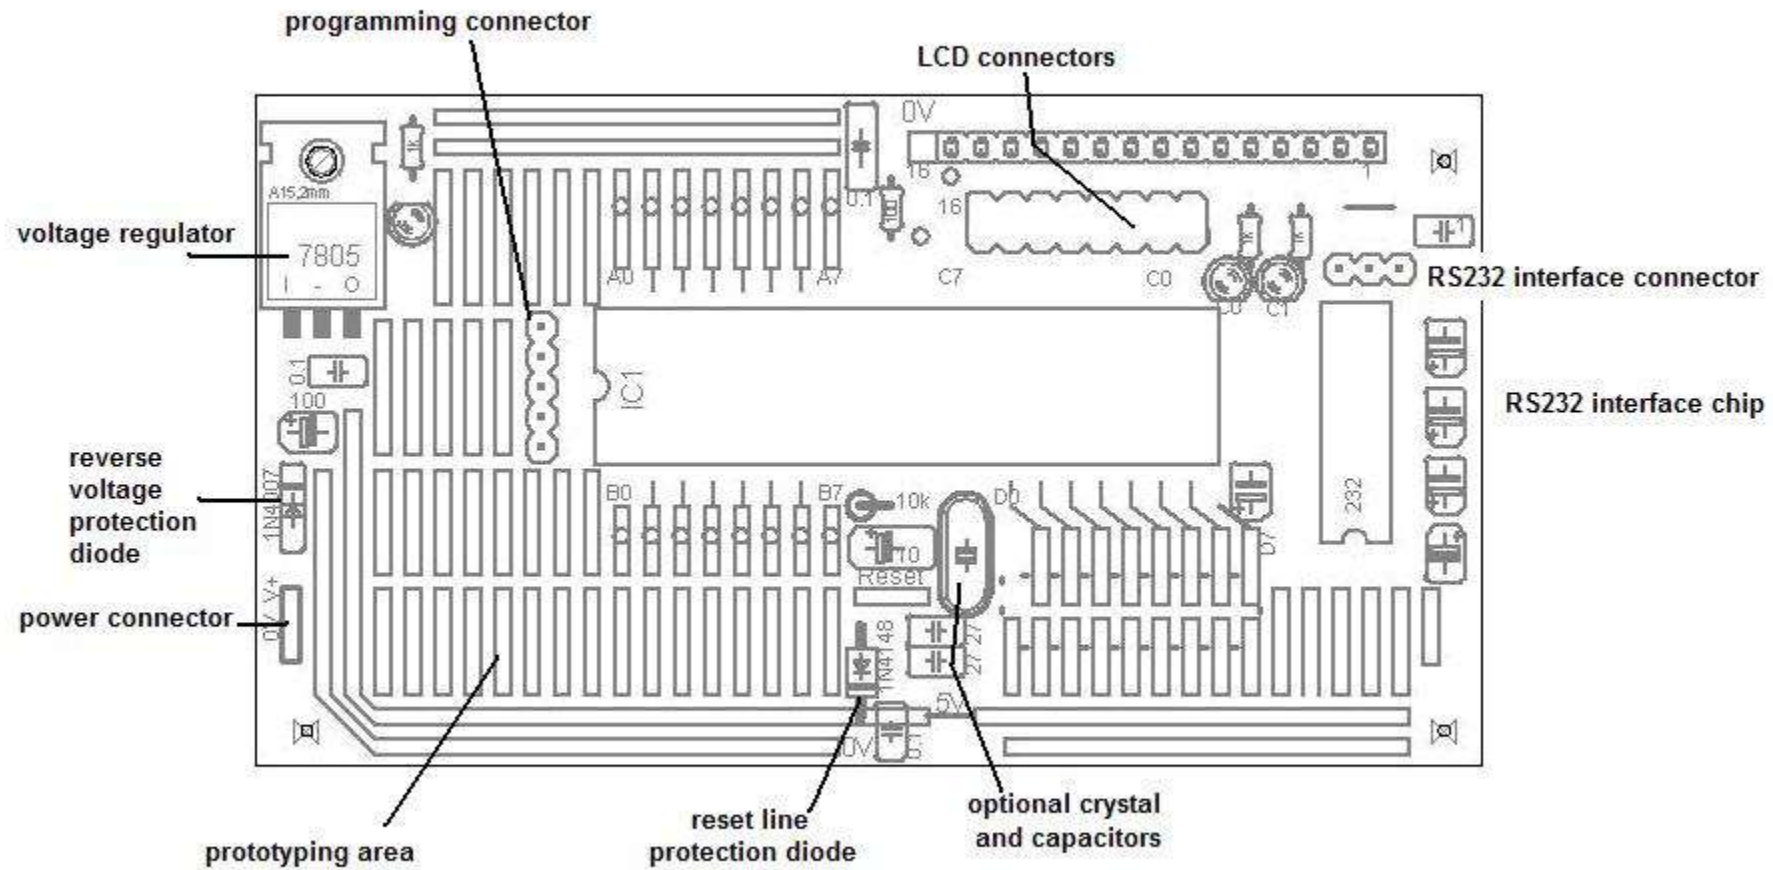 programming connector
LCD connectors
0V
1K
A15,2mm
16
1
0.1
100
16
voltage regulator
7805
I - O
A0
A7
C7
C0
1K
1K
1
RS232 interface connector
C0
C1
IC1
0.1
100
RS232 interface chip
reverse
voltage
protection
diode
1N4007
B0
B7
10k
D0
232
10
D7
Reset
power connector
0V V+
1N4148
27
27
5V
0V
reset line
protection diode
optional crystal
and capacitors
prototyping area